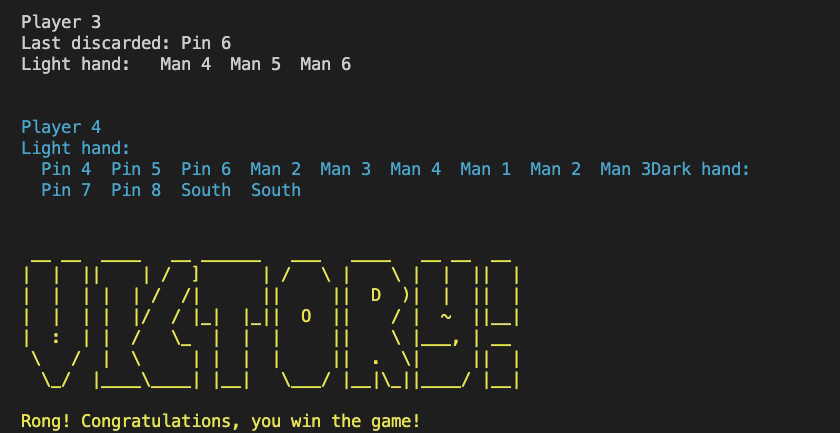 Player 3
Last discarded: Pin 6
Light hand:   Man 4  Man 5  Man 6
Player 4
Light hand:
  Pin 4  Pin 5  Pin 6  Man 2  Man 3  Man 4  Man 1  Man 2  Man 3Dark hand:
  Pin 7  Pin 8  South  South
VICTORY!
Rong! Congratulations, you win the game!